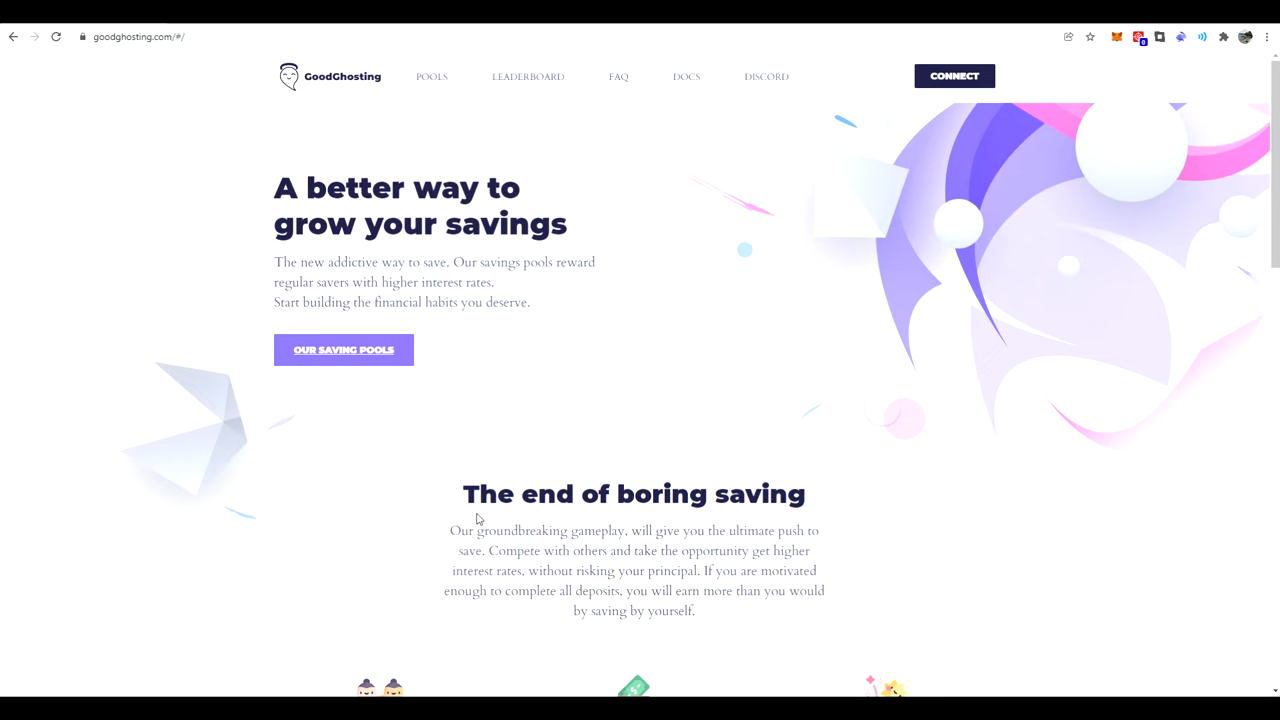 goodghosting.com/#/
8
GoodGhosting
POOLS
LEADERBOARD
FAQ
DOCS
DISCORD
CONNECT
A better way to
grow your savings
The new addictive way to save. Our savings pools reward
regular savers with higher interest rates.
Start building the financial habits you deserve.
OUR SAVING POOLS
The end of boring saving
Our groundbreaking gameplay, will give you the ultimate push to
save. Compete with others and take the opportunity get higher
interest rates, without risking your principal. If you are motivated
enough to complete all deposits, you will earn more than you would
by saving by yourself.